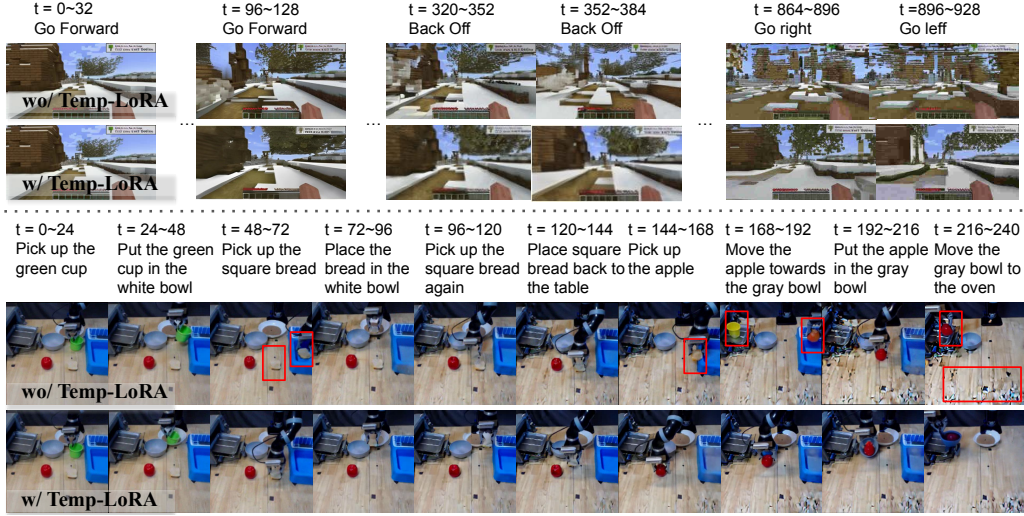 t = 0~32
Go Forward
t = 96~128
Go Forward
t = 320~352
Back Off
t = 352~384
Back Off
t = 864~896
Go right
t =896~928
Go leff
wo/ Temp-LoRA
...
...
...
w/ Temp-LoRA
t = 0~24
Pick up the
green cup
t = 24~48
Put the green
cup in the
white bowl
t = 48~72
Pick up the
square bread
t = 72~96
Place the
bread in the
white bowl
t = 96~120
Pick up the
square bread
again
t = 120~144
Place square
bread back to
the table
t = 144~168
Pick up
the apple
t = 168~192
Move the
apple towards
the gray bowl
t = 192~216
Put the apple
in the gray
bowl
t = 216~240
Move the
gray bowl to
the oven
wo/ Temp-LoRA
w/ Temp-LoRA